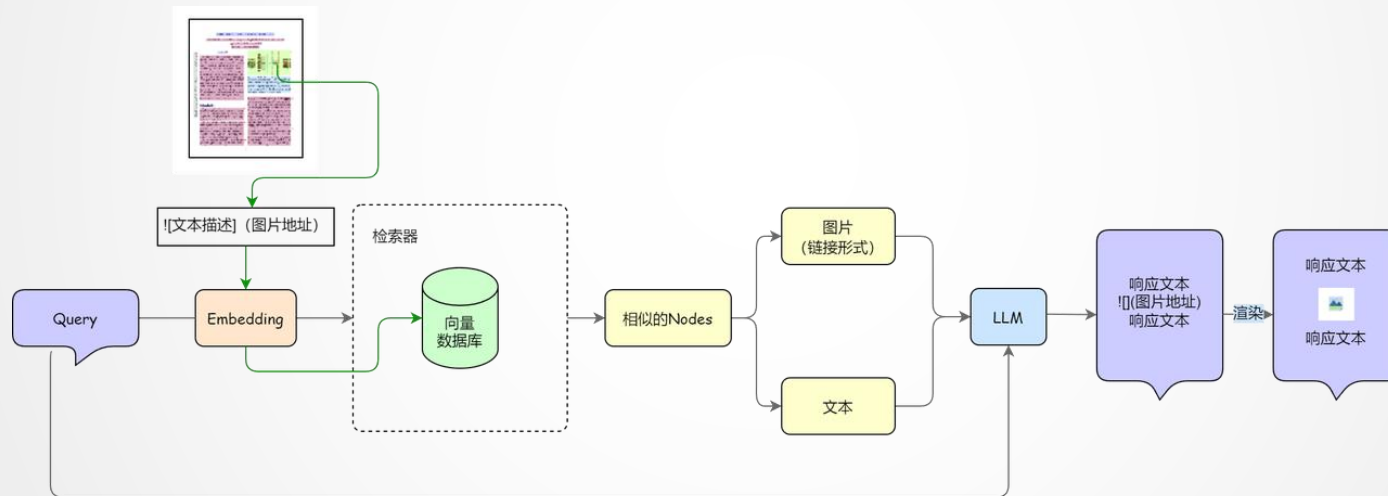 ![文本描述]（图片地址）
检索器
Query
Embedding
向量
数据库
相似的Nodes
图片
（链接形式）
文本
LLM
响应文本
![](图片地址)
响应文本
渲染
响应文本
响应文本